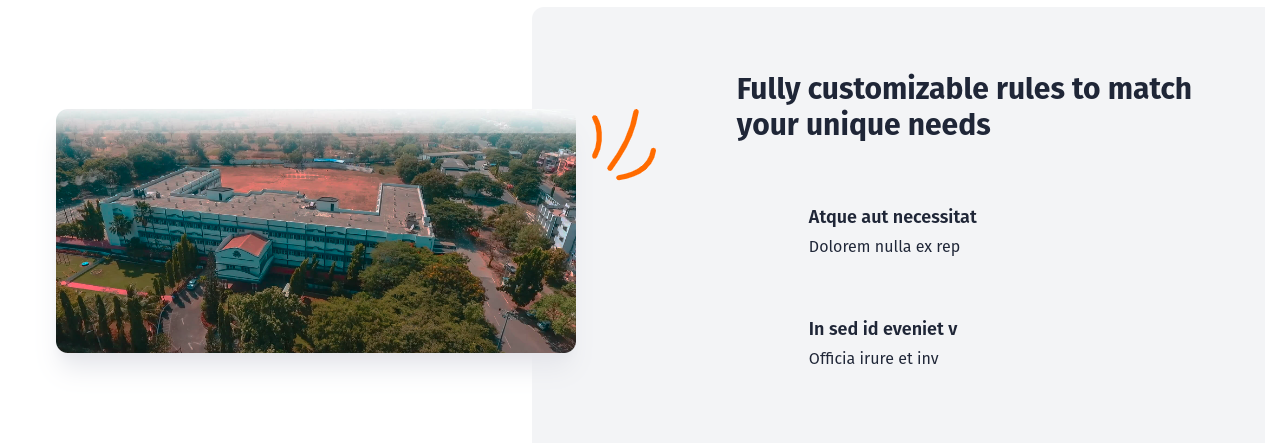 Fully customizable rules to match
your unique needs
Atque aut necessitat
Dolorem nulla ex rep
In sed id eveniet v
Officia irure et inv